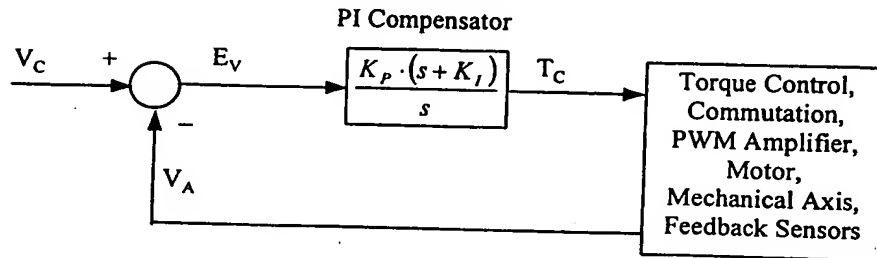 PI Compensator
V_C
+
E_V
K_P · (s + K_I)
s
T_C
Torque Control,
Commutation,
PWM Amplifier,
Motor,
Mechanical Axis,
Feedback Sensors
−
V_A